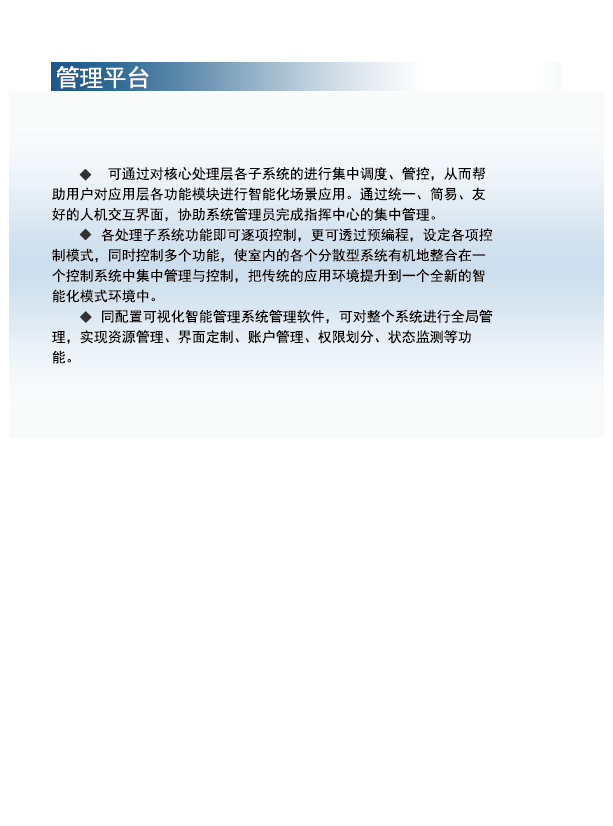 管理平台
◆ 可通过对核心处理层各子系统的进行集中调度、管控，从而帮
助用户对应用层各功能模块进行智能化场景应用。通过统一、简易、友
好的人机交互界面，协助系统管理员完成指挥中心的集中管理。
◆ 各处理子系统功能即可逐项控制，更可透过预编程，设定各项控
制模式，同时控制多个功能，使室内的各个分散型系统有机地整合在一
个控制系统中集中管理与控制，把传统的应用环境提升到一个全新的智
能化模式环境中。
◆ 同配置可视化智能管理系统管理软件，可对整个系统进行全局管
理，实现资源管理、界面定制、账户管理、权限划分、状态监测等功
能。